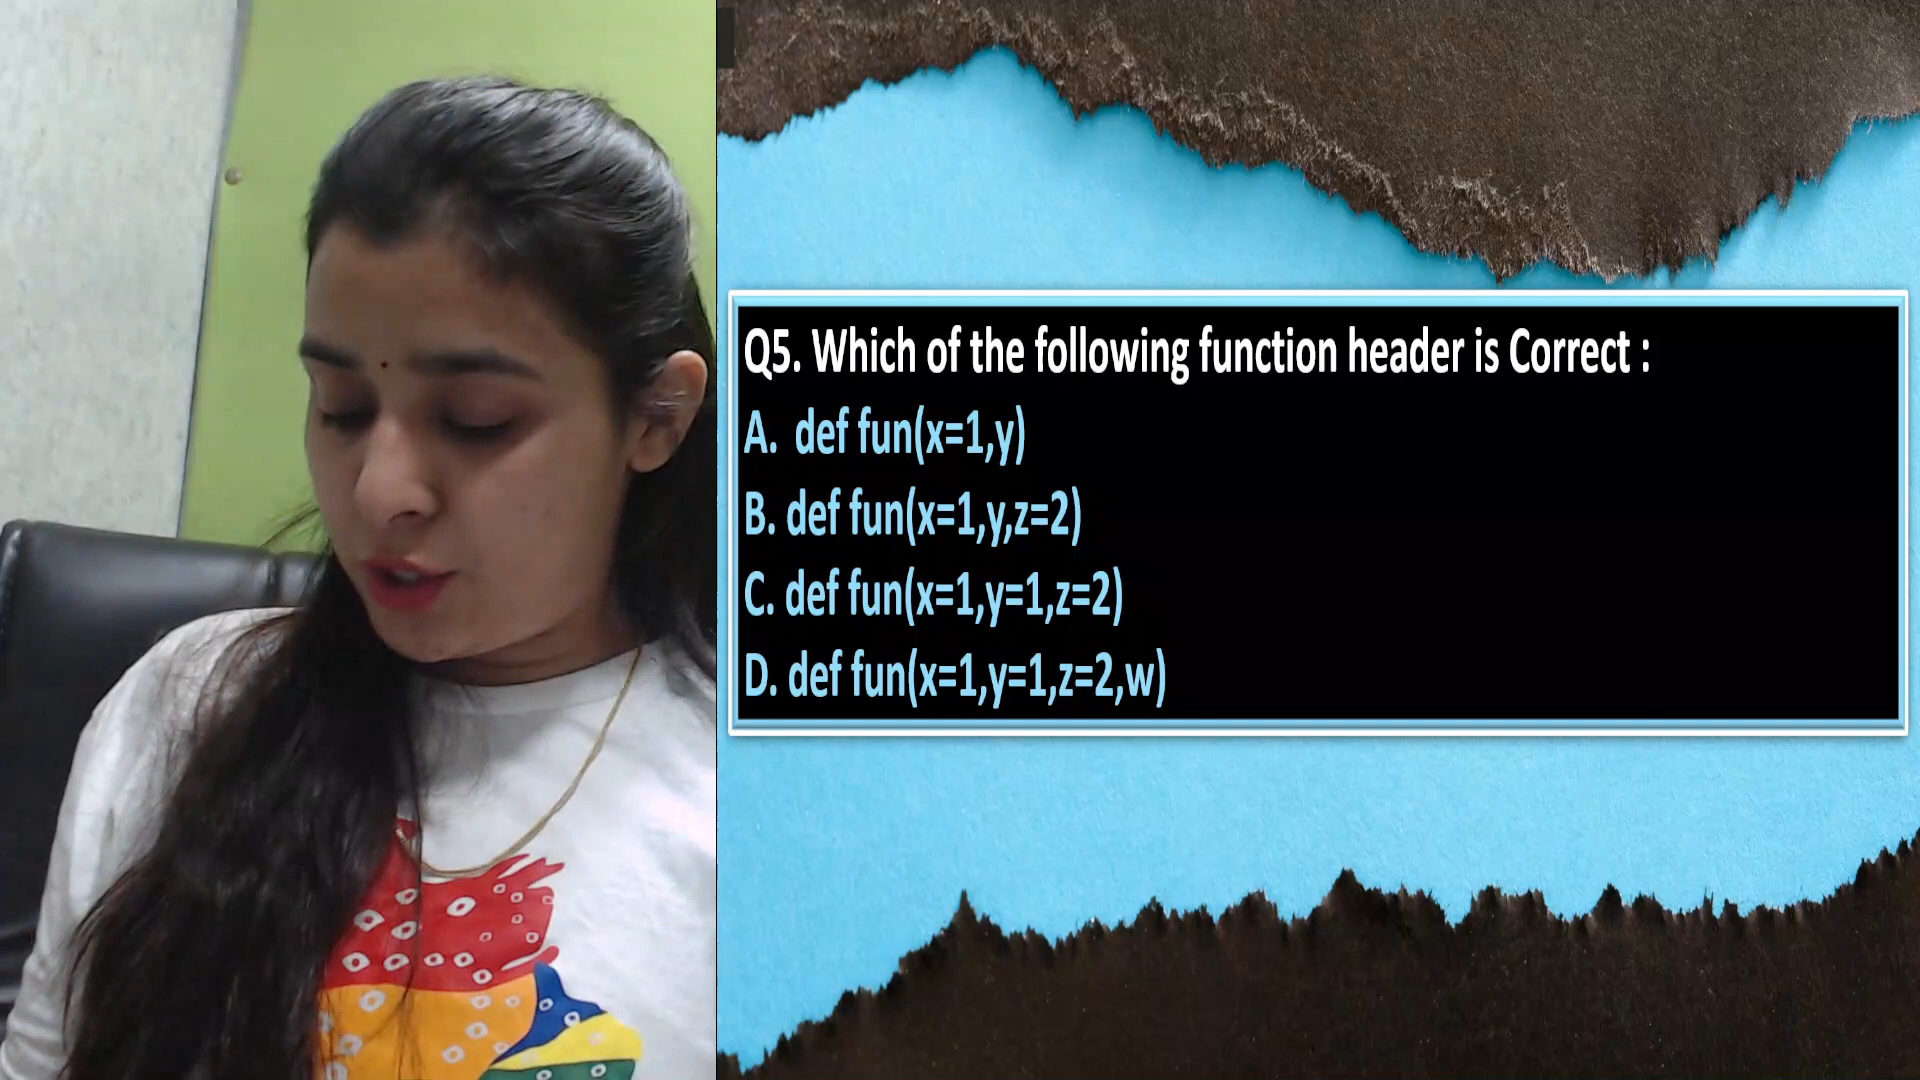 Q5. Which of the following function header is Correct :
A. def fun(x=1,y)
B. def fun(x=1,y,z=2)
C. def fun(x=1,y=1,z=2)
D. def fun(x=1,y=1,z=2,w)